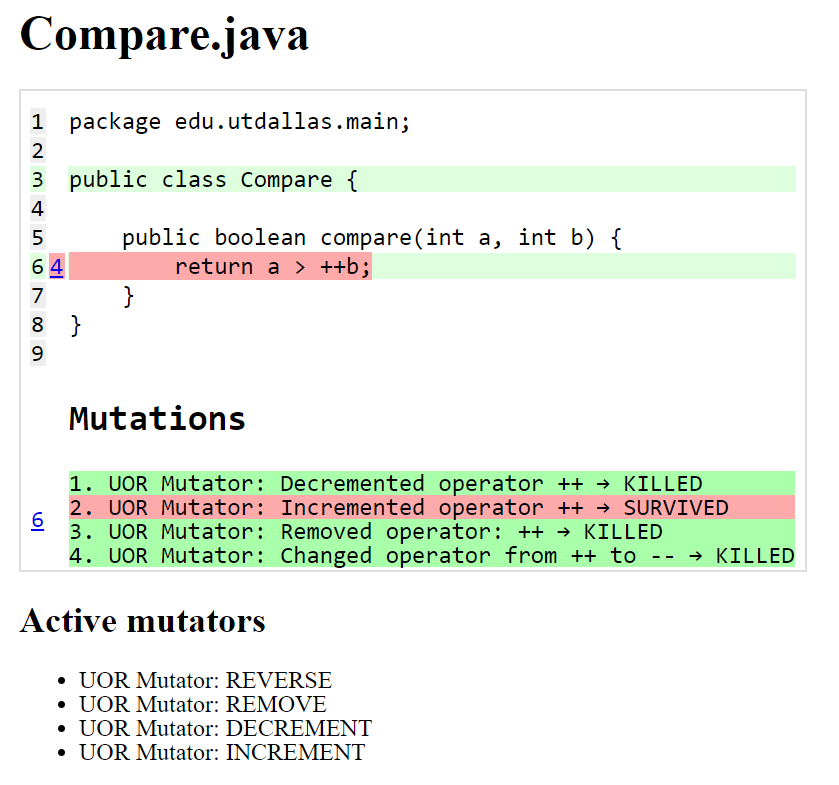 Compare.java
1 package edu.utdallas.main;
2
3 public class Compare {
4
5     public boolean compare(int a, int b) {
6 4         return a > ++b;
7     }
8 }
9
Mutations
1. UOR Mutator: Decremented operator ++ → KILLED
2. UOR Mutator: Incremented operator ++ → SURVIVED
6
3. UOR Mutator: Removed operator: ++ → KILLED
4. UOR Mutator: Changed operator from ++ to -- → KILLED
Active mutators
• UOR Mutator: REVERSE
• UOR Mutator: REMOVE
• UOR Mutator: DECREMENT
• UOR Mutator: INCREMENT